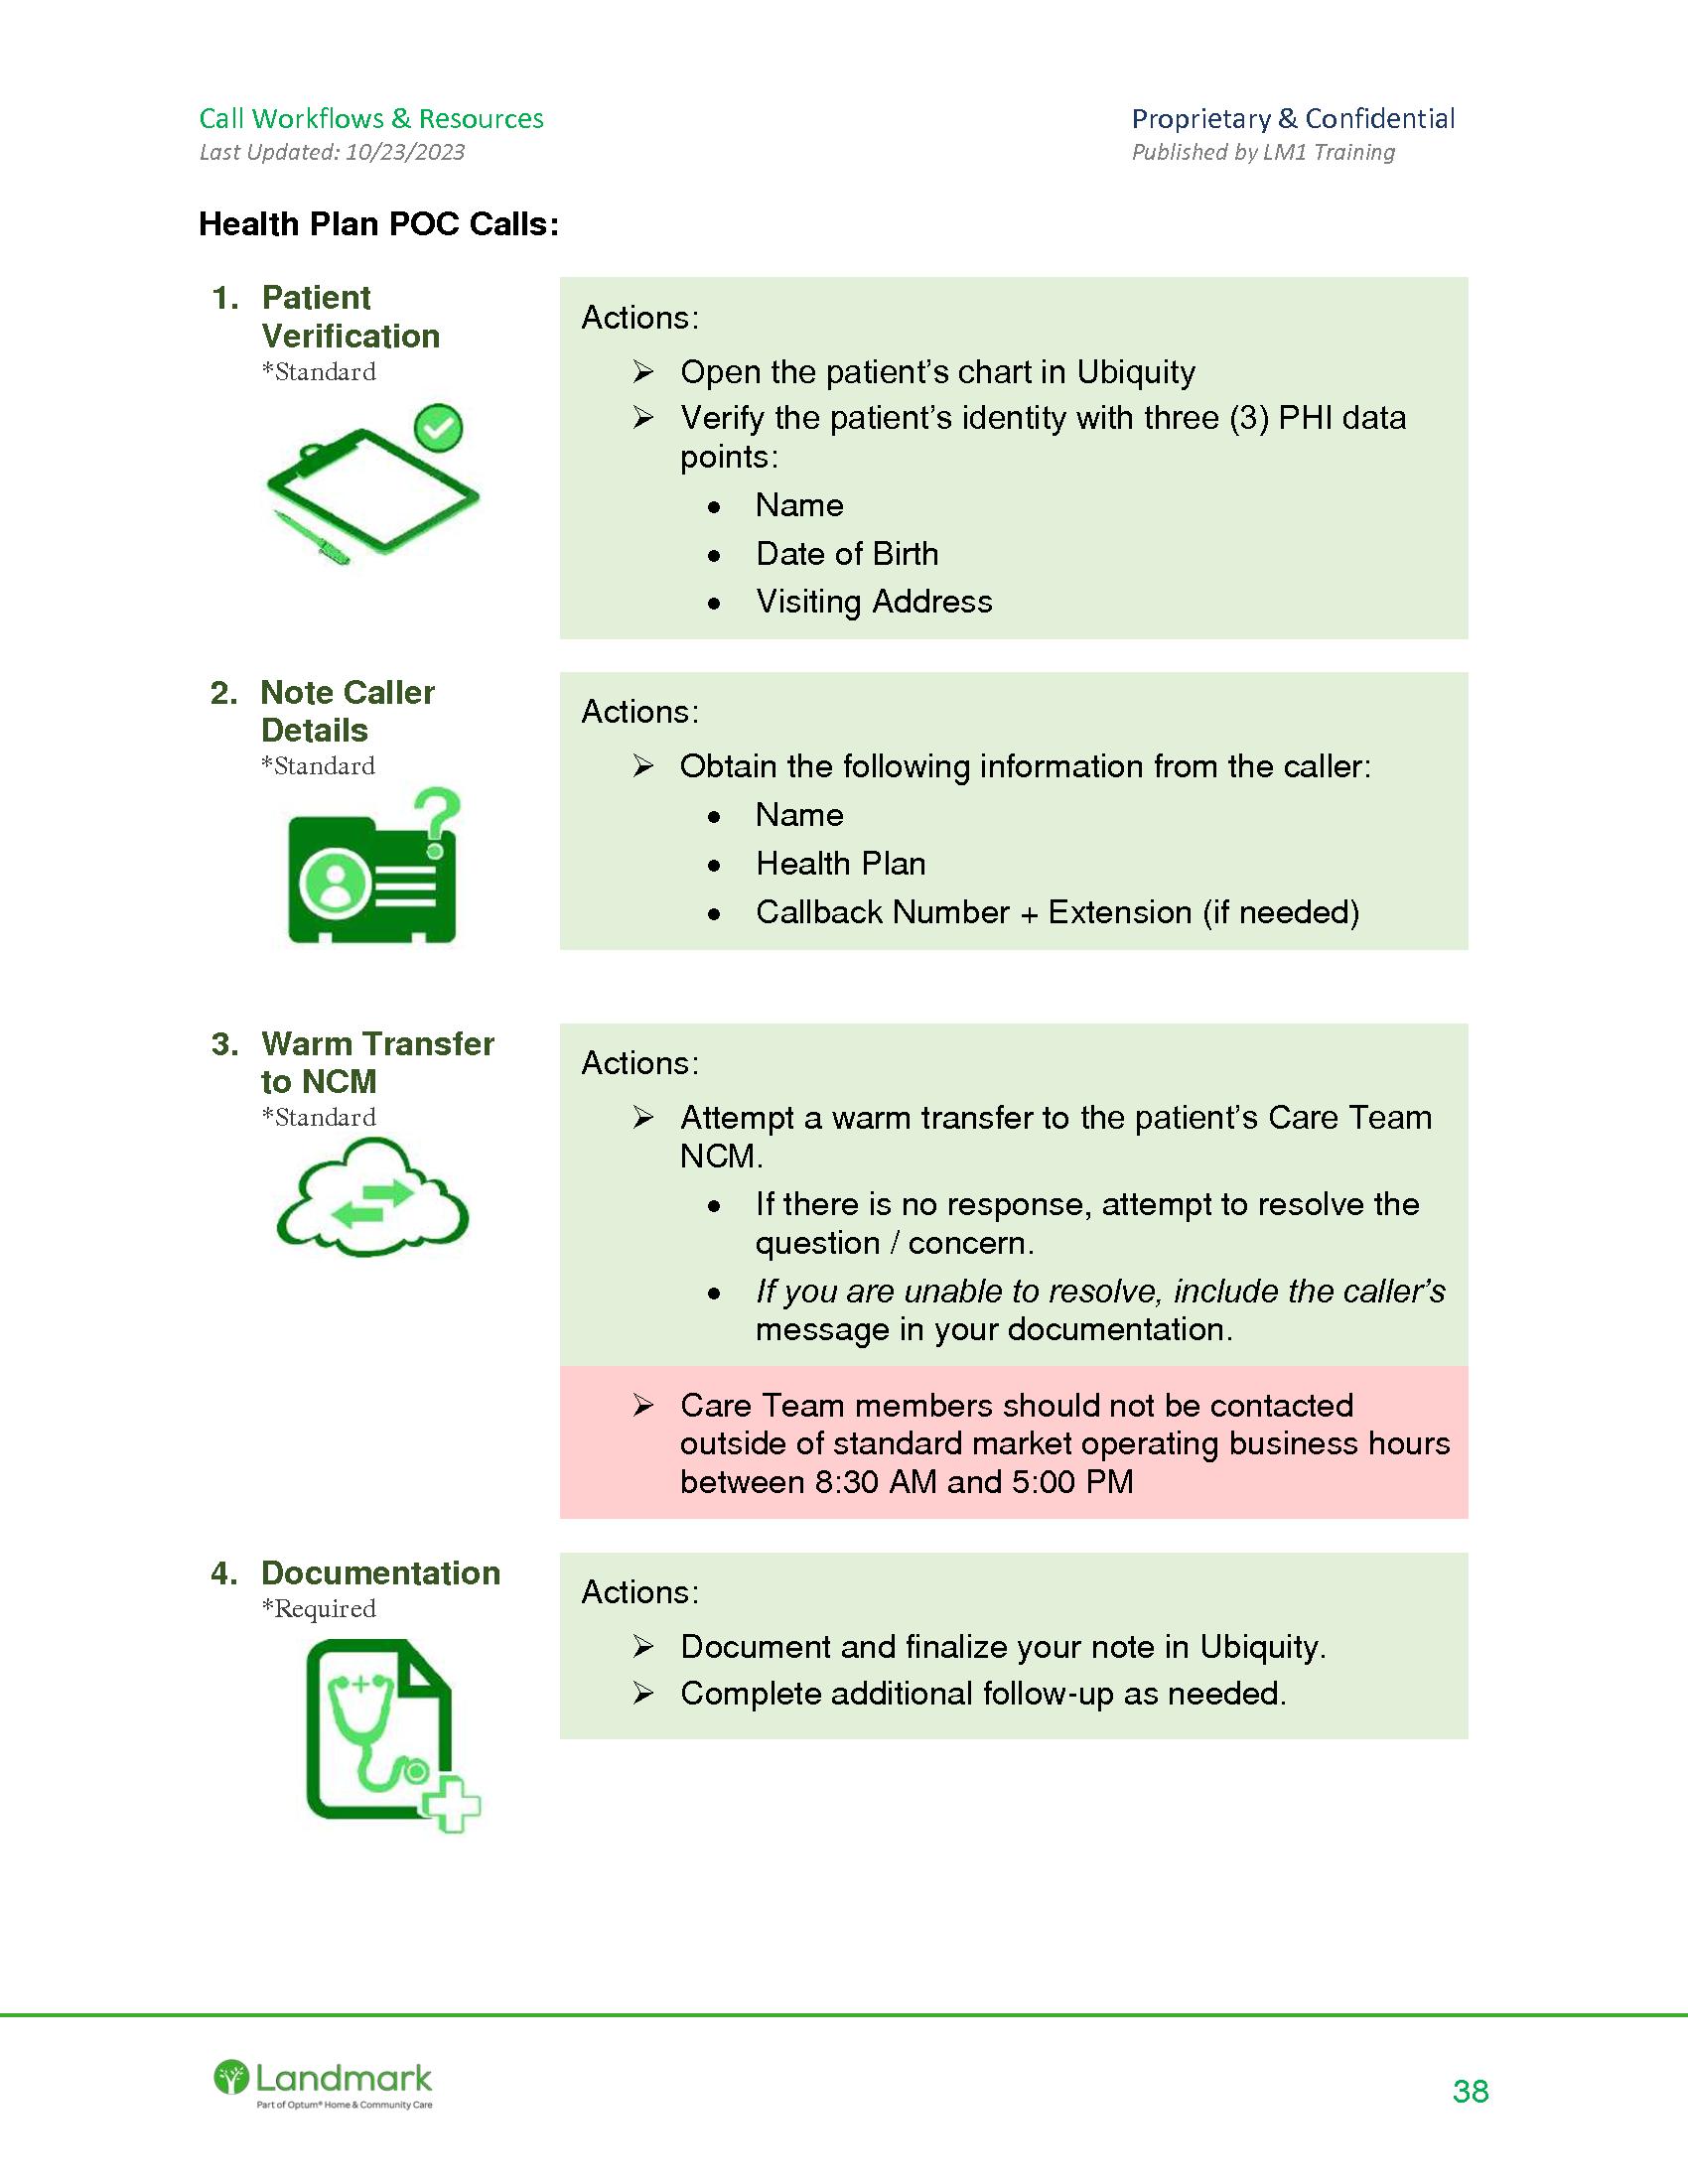 Call Workflows & Resources
Proprietary & Confidential
Last Updated: 10/23/2023
Published by LM1 Training
Health Plan POC Calls:
1. Patient
Verification
*Standard
Actions:
➢ Open the patient’s chart in Ubiquity
➢ Verify the patient’s identity with three (3) PHI data
points:
• Name
• Date of Birth
• Visiting Address
2. Note Caller
Details
*Standard
?
Actions:
➢ Obtain the following information from the caller:
• Name
• Health Plan
• Callback Number + Extension (if needed)
3. Warm Transfer
to NCM
*Standard
Actions:
➢ Attempt a warm transfer to the patient’s Care Team
NCM.
• If there is no response, attempt to resolve the
question / concern.
• If you are unable to resolve, include the caller’s
message in your documentation.
➢ Care Team members should not be contacted
outside of standard market operating business hours
between 8:30 AM and 5:00 PM
4. Documentation
*Required
Actions:
➢ Document and finalize your note in Ubiquity.
➢ Complete additional follow-up as needed.
Landmark
Part of Optum® Home & Community Care
38